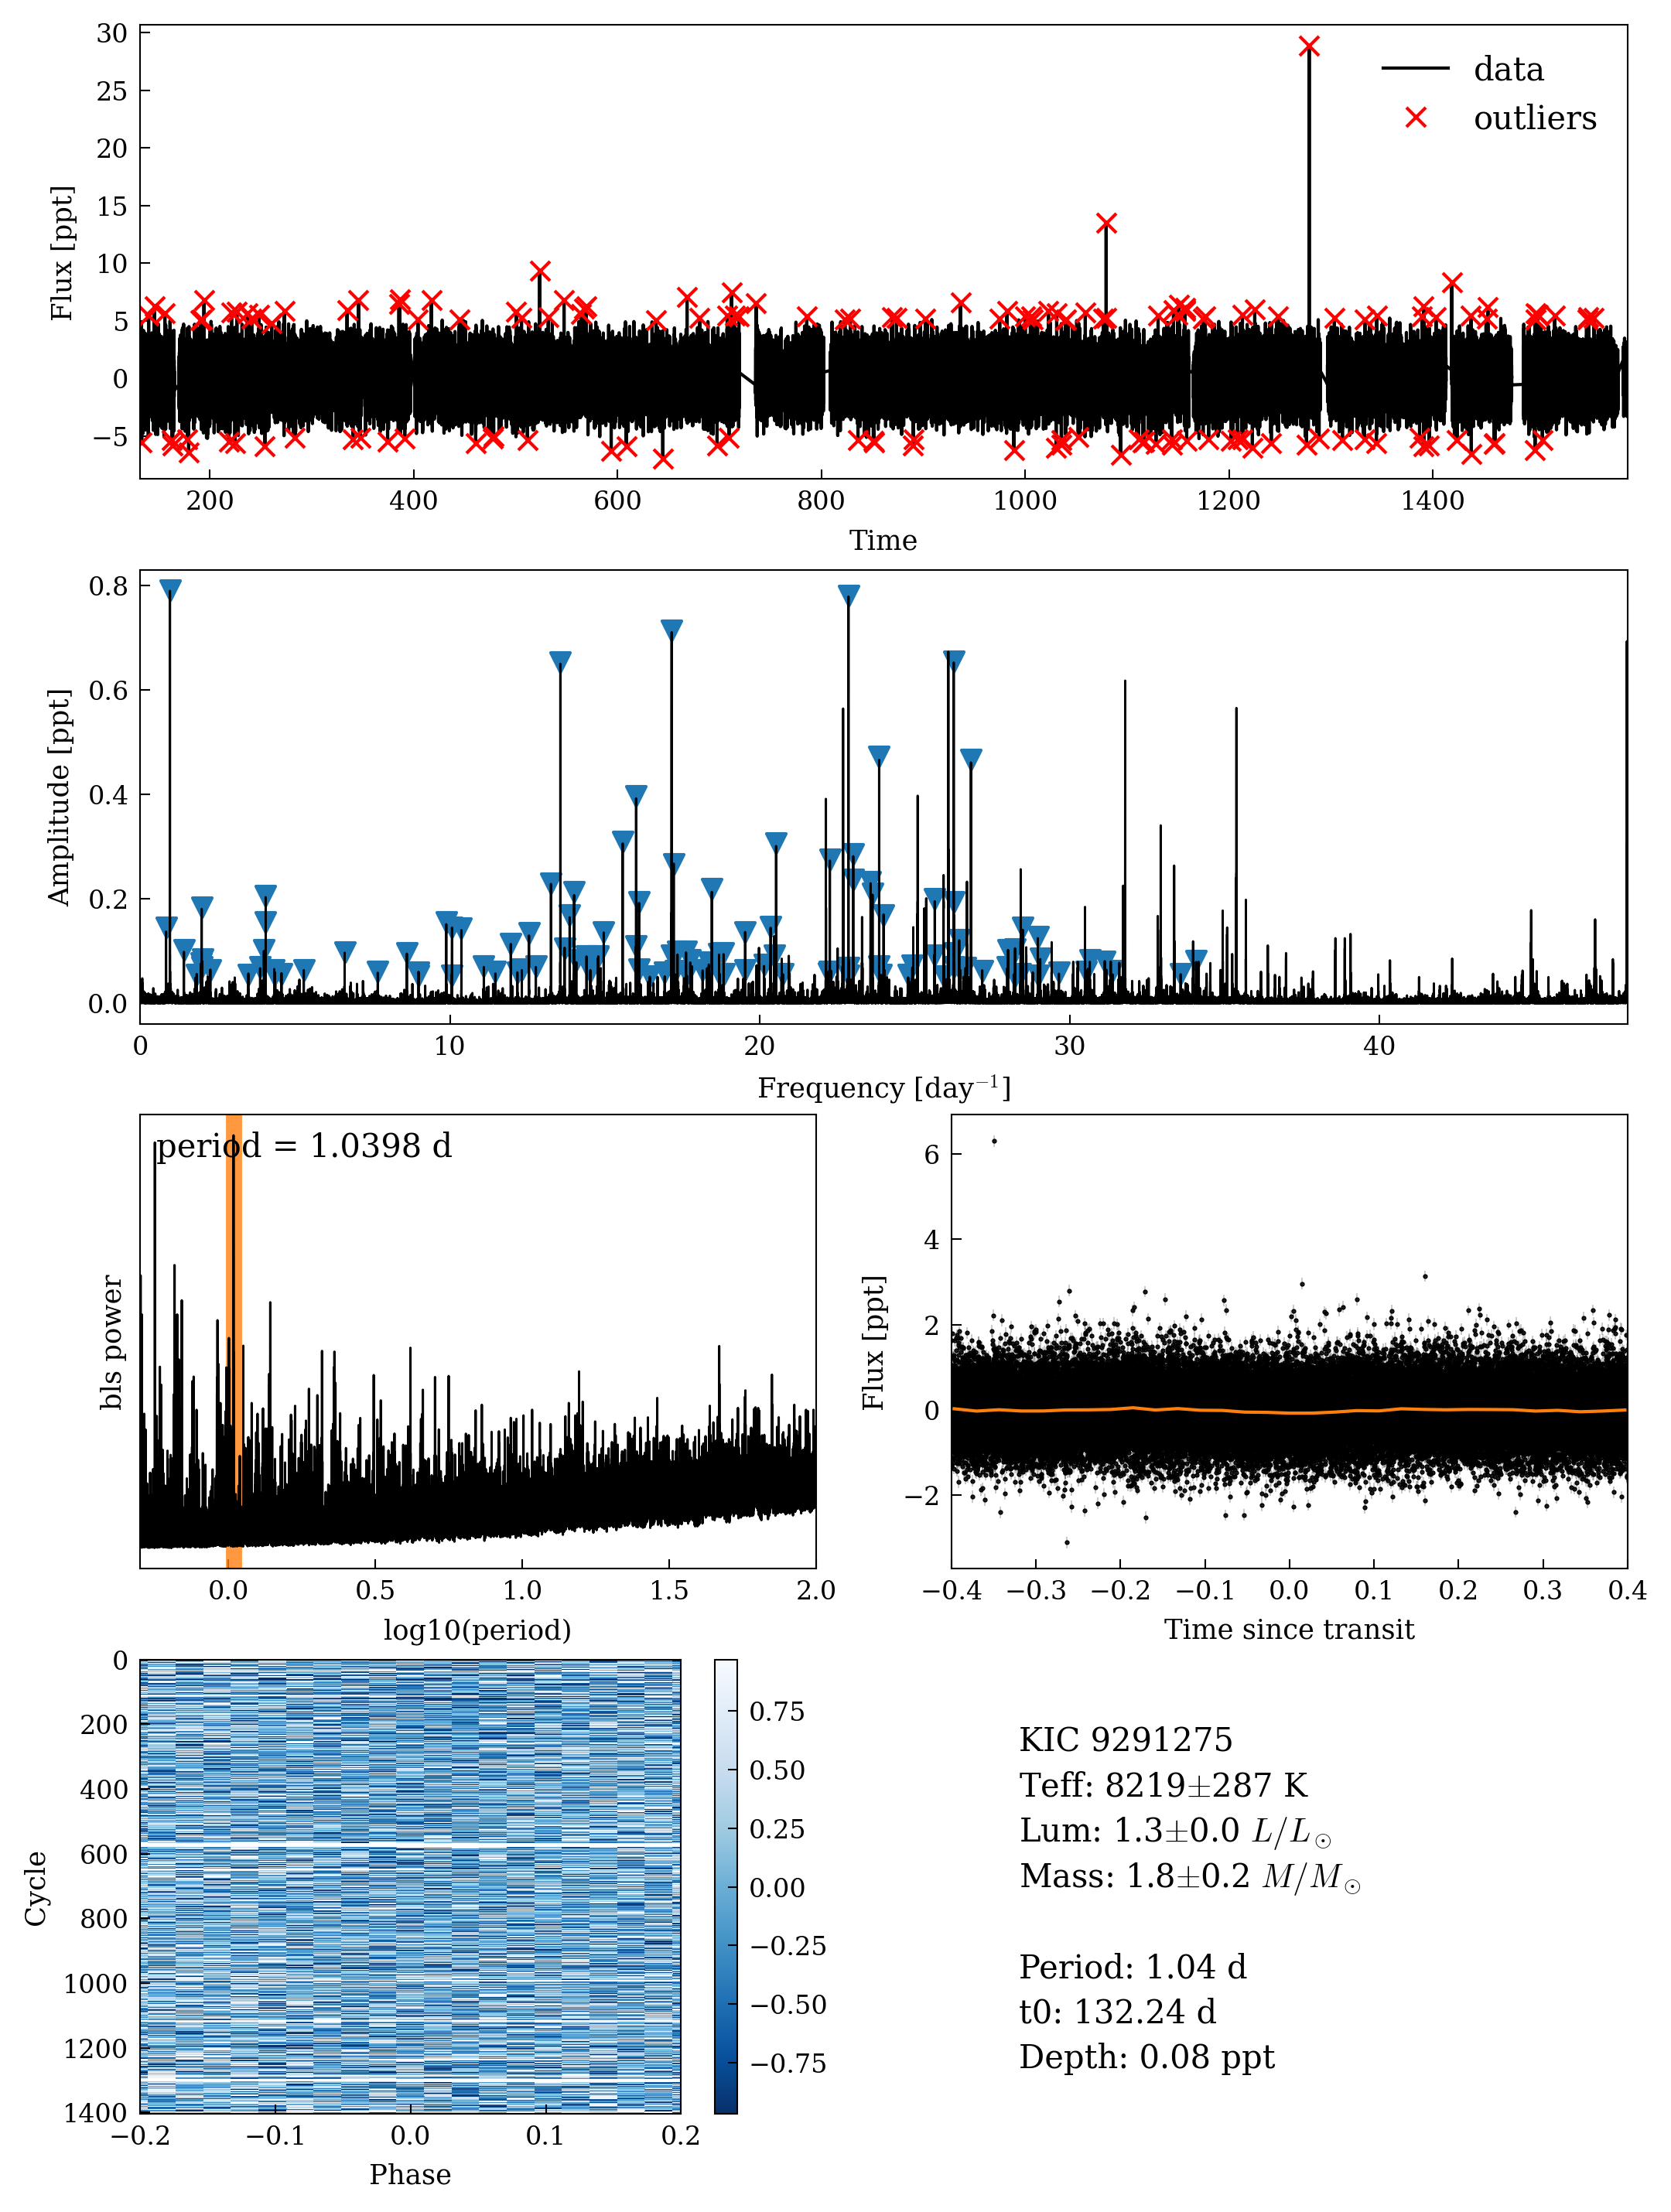 30
25
20
15
10
5
0
−5
Flux [ppt]
data
outliers
200 400 600 800 1000 1200 1400
Time
0.8
0.6
0.4
0.2
0.0
Amplitude [ppt]
0 10 20 30 40
Frequency [day⁻¹]
period = 1.0398 d
bls power
0.0 0.5 1.0 1.5 2.0
log10(period)
6
4
2
0
−2
Flux [ppt]
−0.4 −0.3 −0.2 −0.1 0.0 0.1 0.2 0.3 0.4
Time since transit
0
200
400
600
800
1000
1200
1400
Cycle
−0.2 −0.1 0.0 0.1 0.2
Phase
0.75
0.50
0.25
0.00
−0.25
−0.50
−0.75
KIC 9291275
Teff: 8219±287 K
Lum: 1.3±0.0 L/L⊙
Mass: 1.8±0.2 M/M⊙
Period: 1.04 d
t0: 132.24 d
Depth: 0.08 ppt